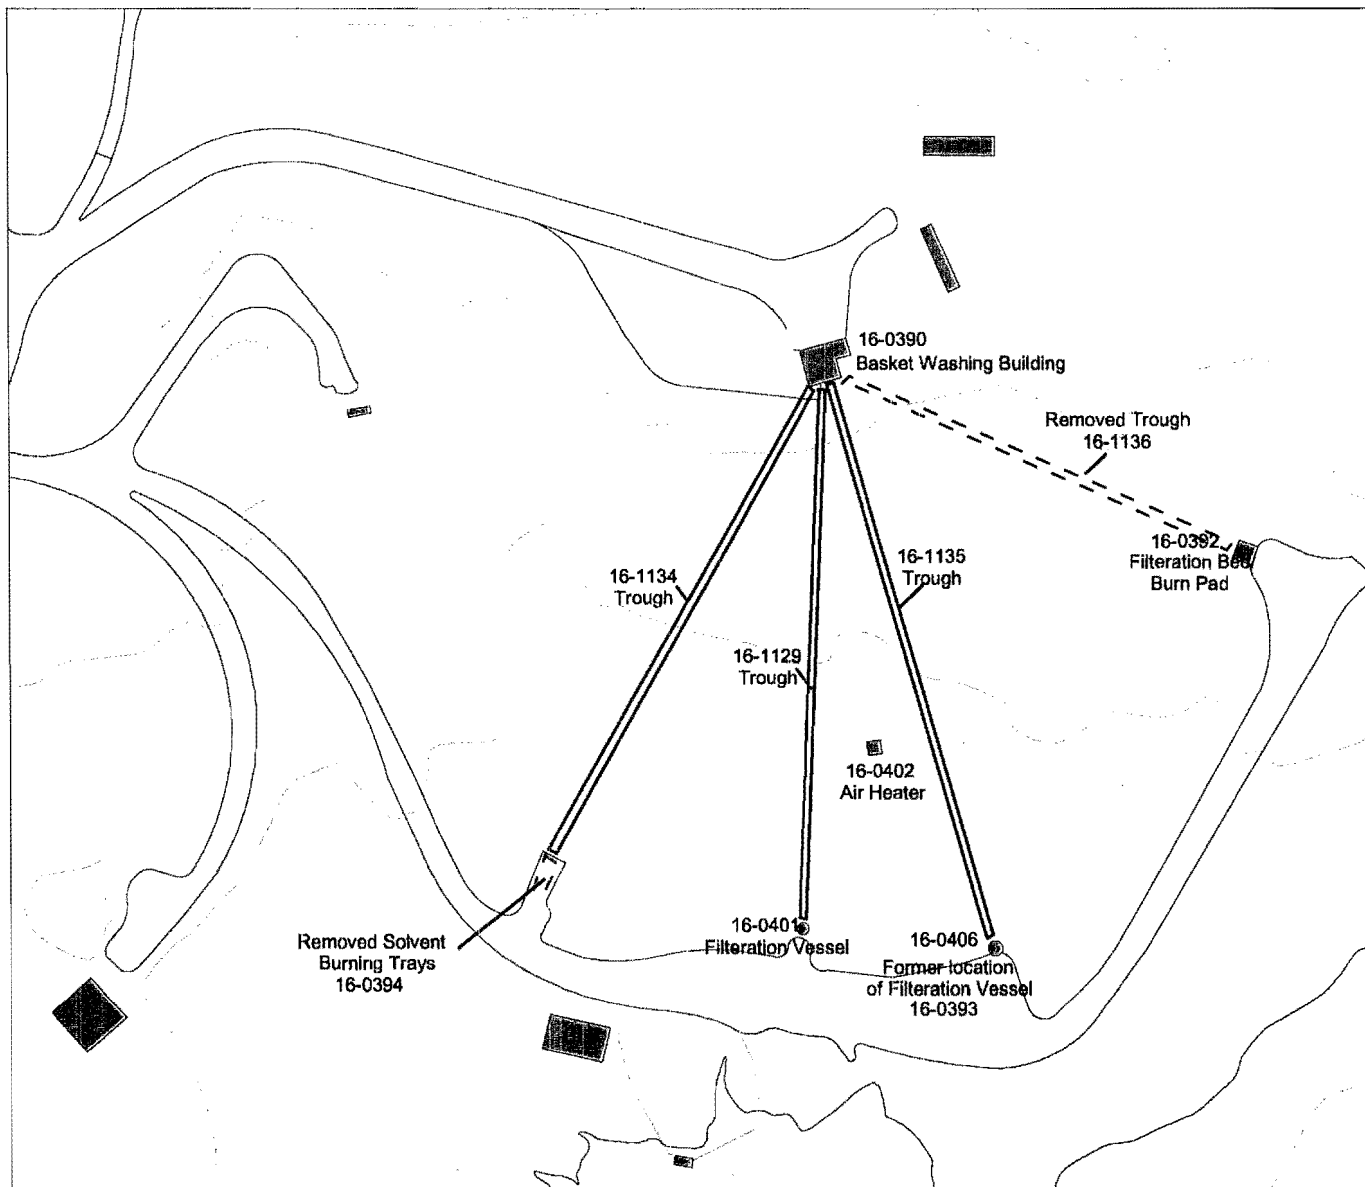 16-0390
Basket Washing Building
Removed Trough
16-1136
16-0392
Filteration Bed
Burn Pad
16-1135
Trough
16-1134
Trough
16-1129
Trough
16-0402
Air Heater
16-0401
Filteration Vessel
16-0406
Former location
of Filteration Vessel
16-0393
Removed Solvent
Burning Trays
16-0394